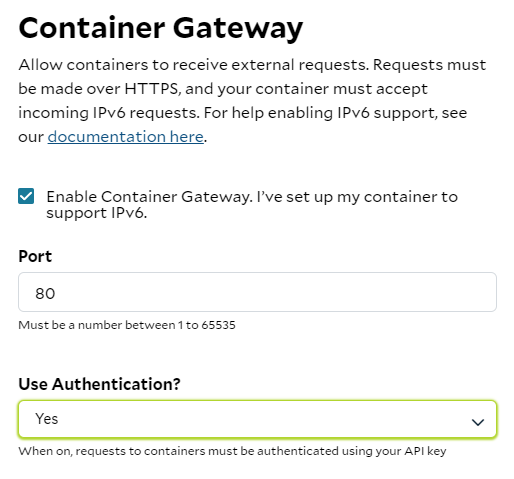 Container Gateway
Allow containers to receive external requests. Requests must
be made over HTTPS, and your container must accept
incoming IPv6 requests. For help enabling IPv6 support, see
our documentation here.
Enable Container Gateway. I've set up my container to
support IPv6.
Port
80
Must be a number between 1 to 65535
Use Authentication?
Yes
When on, requests to containers must be authenticated using your API key